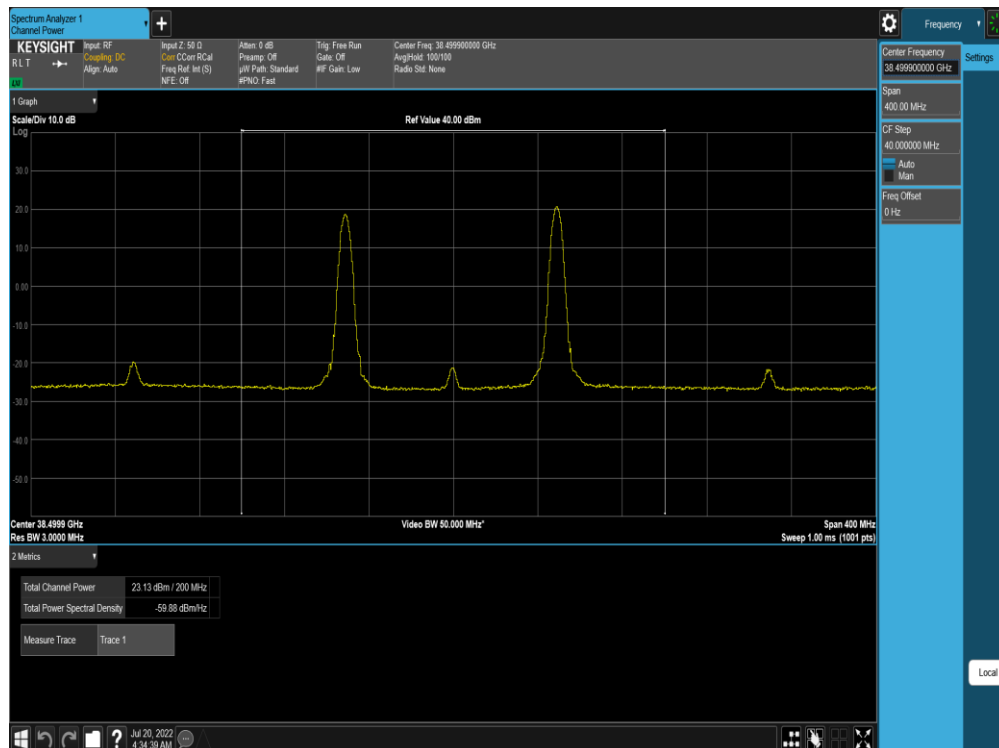 Spectrum Analyzer 1
Channel Power
+
Frequency
KEYSIGHT
R L T
LXI
Input: RF
Coupling: DC
Align: Auto
Input Z: 50 Ω
Corr CCorr RCal
Freq Ref: Int (S)
NFE: Off
Atten: 0 dB
Preamp: Off
µW Path: Standard
#PNO: Fast
Trig: Free Run
Gate: Off
#IF Gain: Low
Center Freq: 38.499900000 GHz
Avg|Hold: 100/100
Radio Std: None
Center Frequency
38.499900000 GHz
Settings
Span
400.00 MHz
CF Step
40.000000 MHz
Auto
Man
Freq Offset
0 Hz
1 Graph
Scale/Div 10.0 dB
Ref Value 40.00 dBm
Log
30.0
20.0
10.0
0.00
-10.0
-20.0
-30.0
-40.0
-50.0
Center 38.4999 GHz
Video BW 50.000 MHz*
Span 400 MHz
Res BW 3.0000 MHz
Sweep 1.00 ms (1001 pts)
2 Metrics
Total Channel Power 23.13 dBm / 200 MHz
Total Power Spectral Density -59.88 dBm/Hz
Measure Trace Trace 1
Local
?
Jul 20, 2022
4:34:39 AM